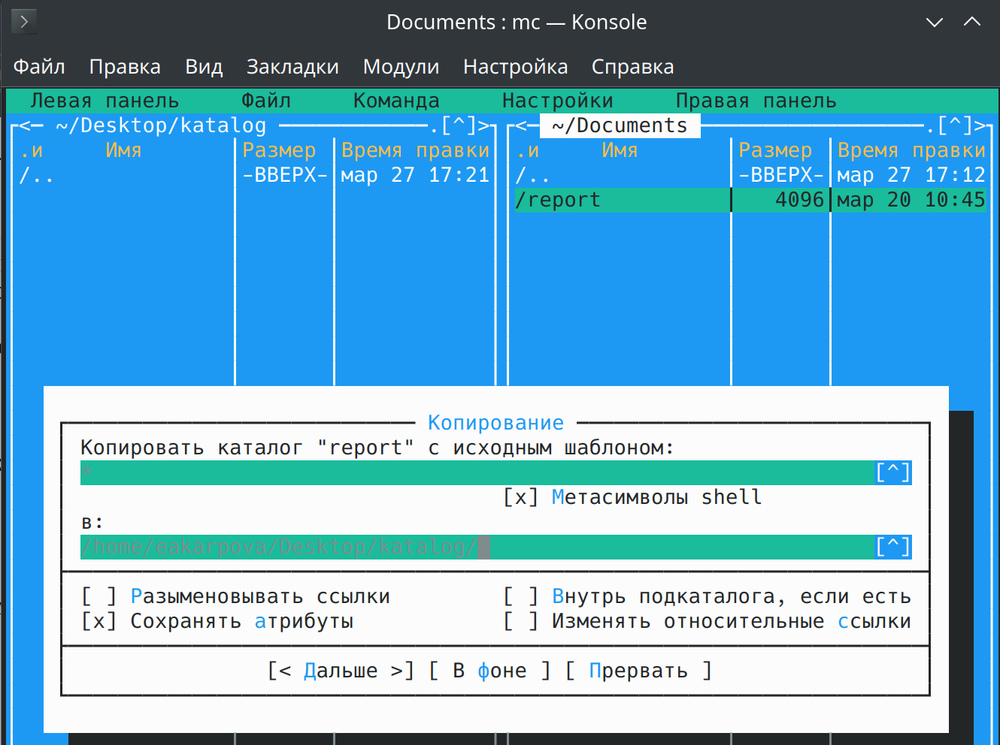 Documents : mc — Konsole
Файл Правка Вид Закладки Модули Настройка Справка
Левая панель Файл Команда Настройки Правая панель
<─ ~/Desktop/katalog ─.[^]> <─ ~/Documents ─.[^]>
.и Имя Размер Время правки .и Имя Размер Время правки
/.. -ВВЕРХ- мар 27 17:21 /.. -ВВЕРХ- мар 27 17:12
/report 4096 мар 20 10:45
Копирование
Копировать каталог "report" с исходным шаблоном:
* [^]
[x] Метасимволы shell
в:
/home/eakarpova/Desktop/katalog/ [^]
[ ] Разыменовывать ссылки [ ] Внутрь подкаталога, если есть
[x] Сохранять атрибуты [ ] Изменять относительные ссылки
[< Дальше >] [ В фоне ] [ Прервать ]